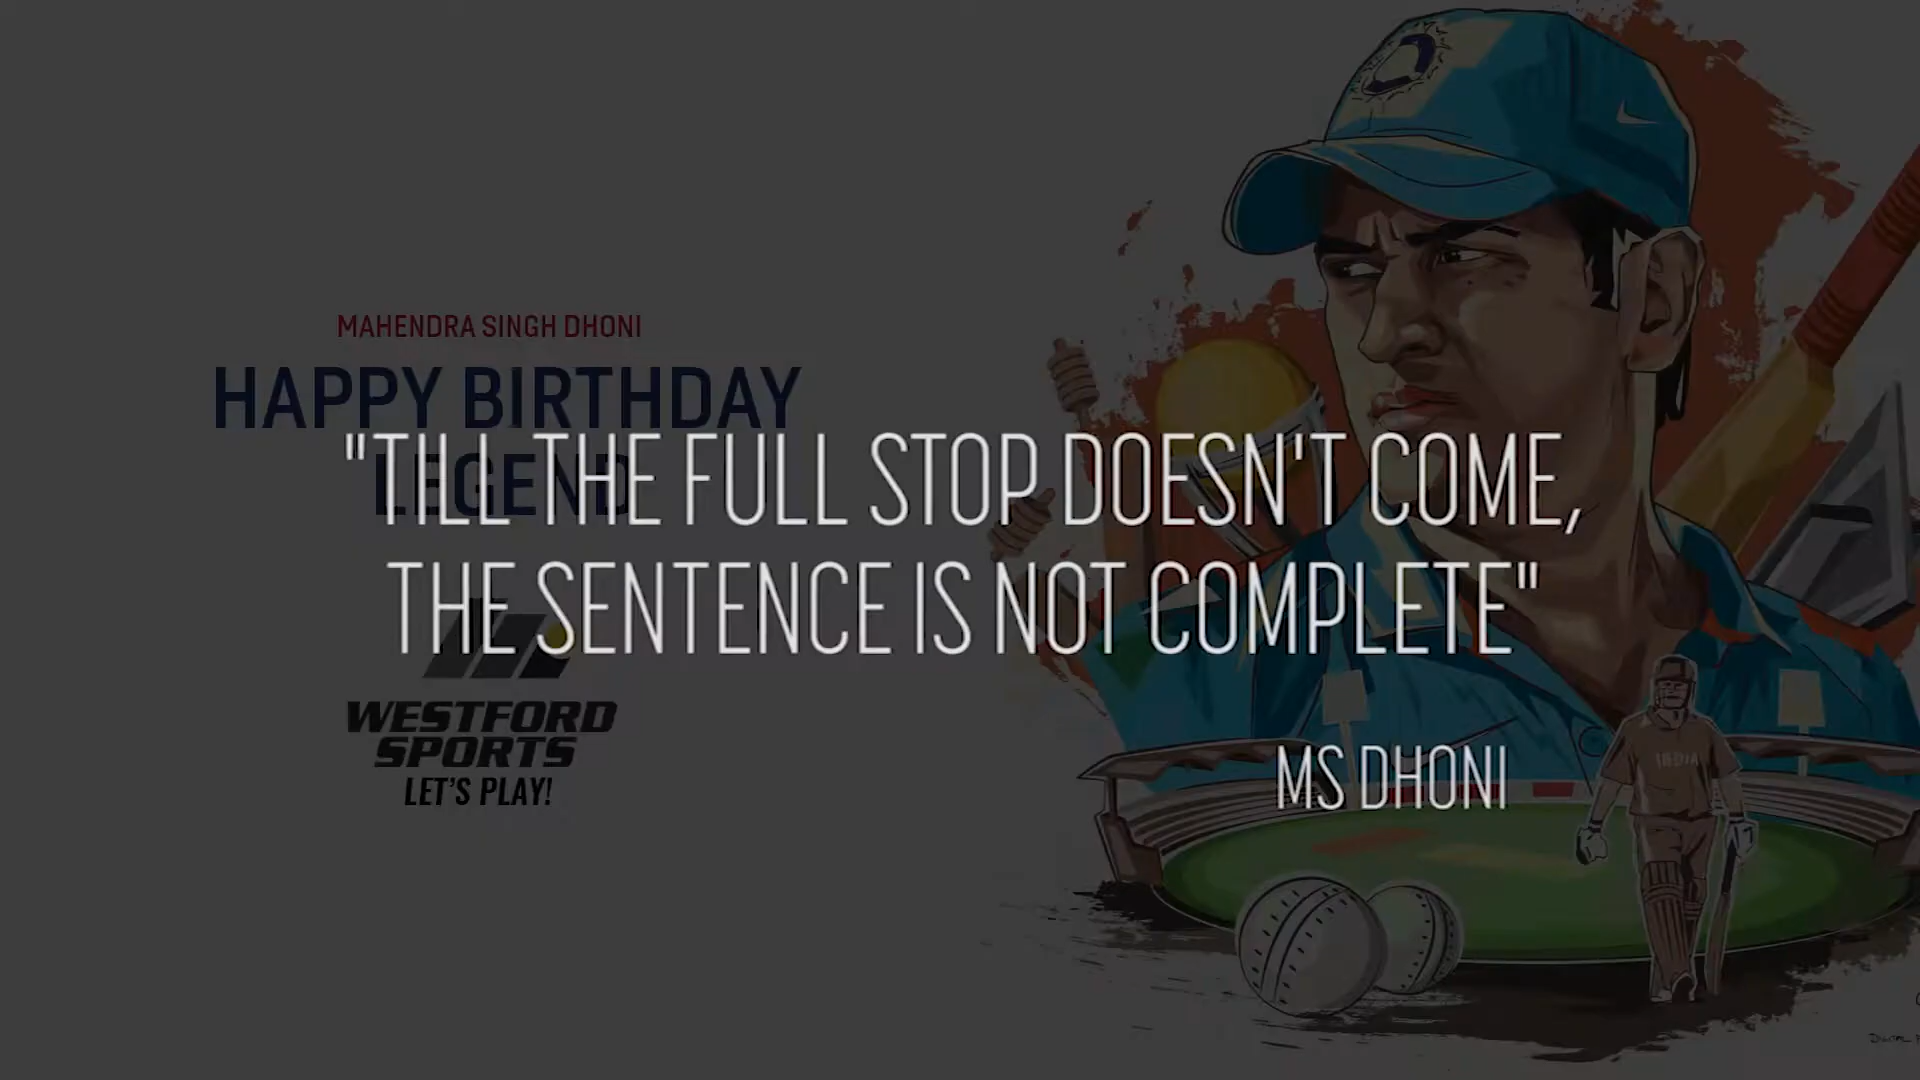 MAHENDRA SINGH DHONI
HAPPY BIRTHDAY
LEGEND
"TILL THE FULL STOP DOESN'T COME,
THE SENTENCE IS NOT COMPLETE"
MS DHONI
WESTFORD
SPORTS
LET'S PLAY!
INDIA